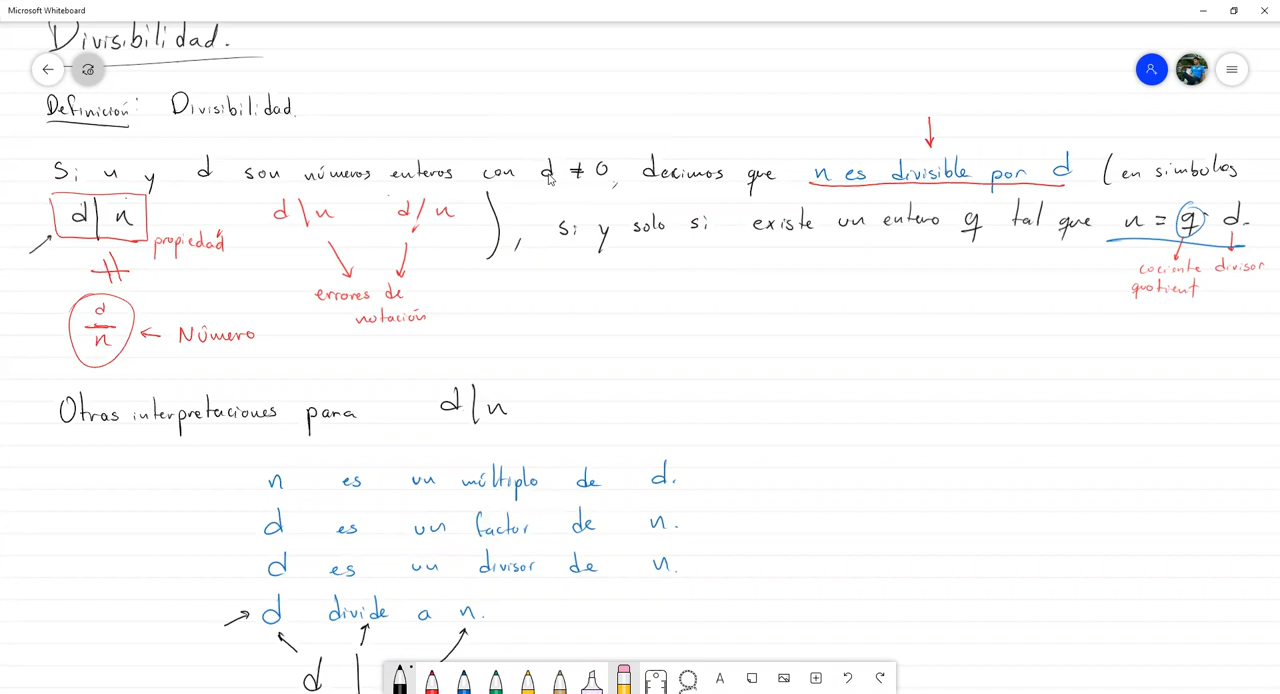 Microsoft Whiteboard
Divisibilidad.
Definición: Divisibilidad.
Si n y d son números enteros con d ≠ 0, decimos que n es divisible por d (en simbolos
d | n d \ n d / n ), si y solo si existe un entero q tal que n = q · d.
propiedad
cociente divisor
quotient
errores de
notación
≠
d/n ← Número
Otras interpretaciones para d | n
n es un múltiplo de d.
d es un factor de n.
d es un divisor de n.
d divide a n.
d |
A